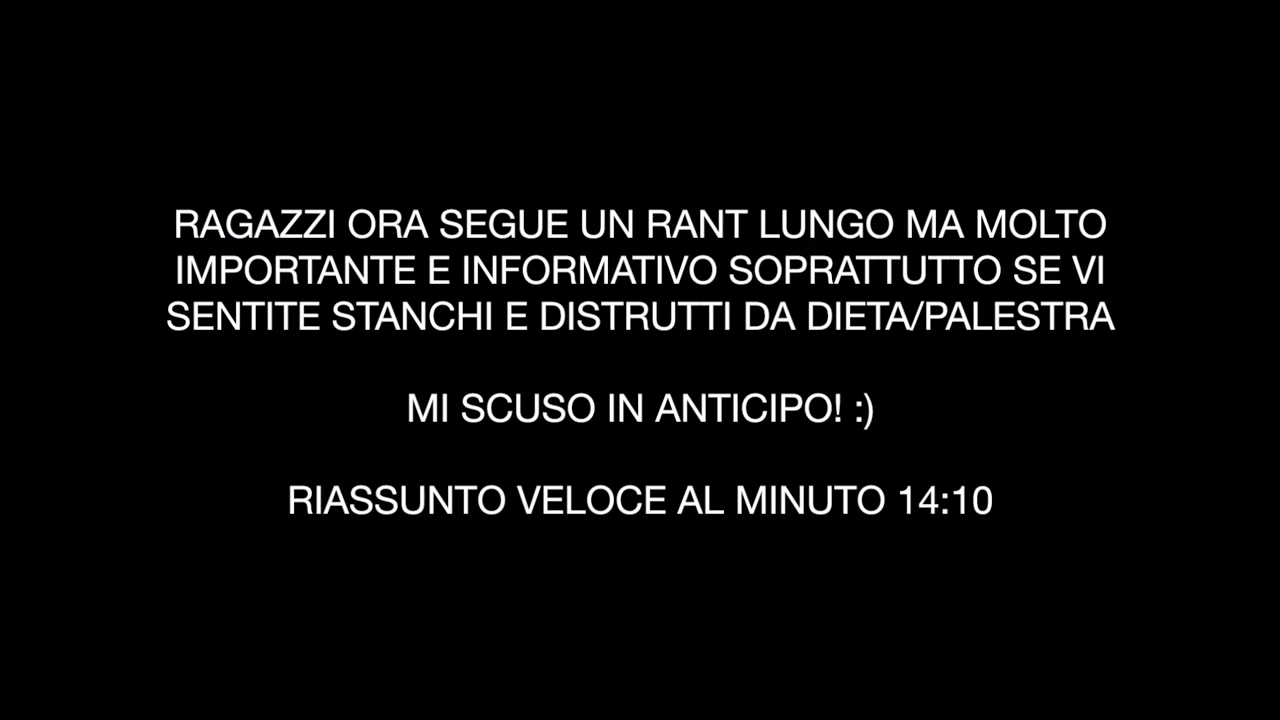 RAGAZZI ORA SEGUE UN RANT LUNGO MA MOLTO
IMPORTANTE E INFORMATIVO SOPRATTUTTO SE VI
SENTITE STANCHI E DISTRUTTI DA DIETA/PALESTRA
MI SCUSO IN ANTICIPO! :)
RIASSUNTO VELOCE AL MINUTO 14:10